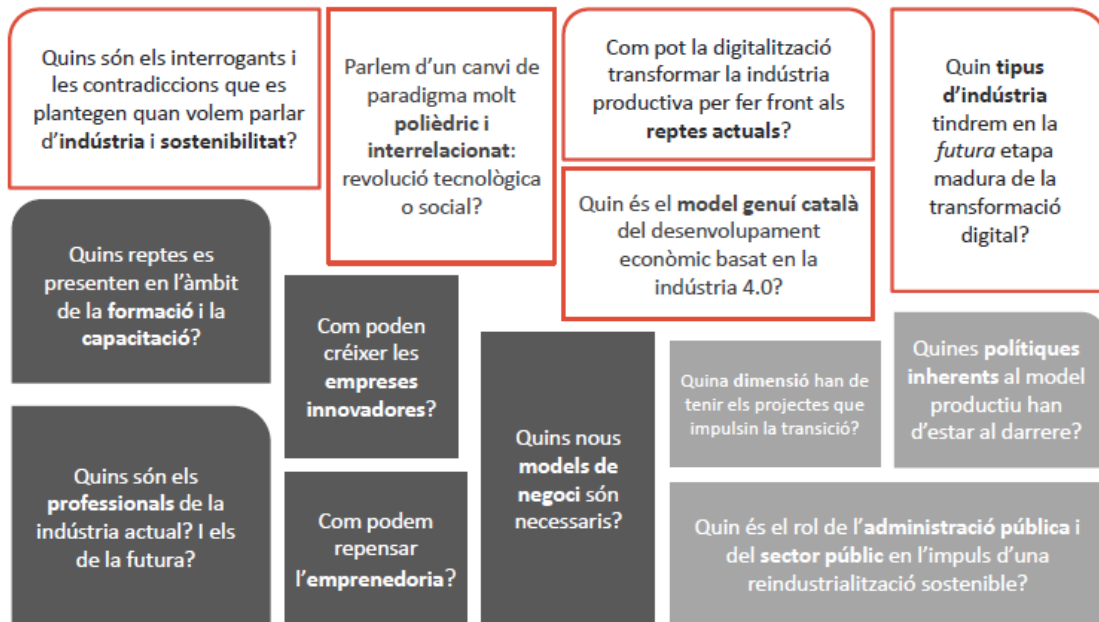 Quins són els interrogants i
les contradiccions que es
plantegen quan volem parlar
d'indústria i sostenibilitat?
Parlem d'un canvi de
paradigma molt
polièdric i
interrelacionat:
revolució tecnològica
o social?
Com pot la digitalització
transformar la indústria
productiva per fer front als
reptes actuals?
Quin tipus
d'indústria
tindrem en la
futura etapa
madura de la
transformació
digital?
Quin és el model genuí català
del desenvolupament
econòmic basat en la
indústria 4.0?
Quins reptes es
presenten en l'àmbit
de la formació i la
capacitació?
Com poden
créixer les
empreses
innovadores?
Quins nous
models de
negoci són
necessaris?
Quina dimensió han de
tenir els projectes que
impulsin la transició?
Quines polítiques
inherents al model
productiu han
d'estar al darrere?
Quins són els
professionals de la
indústria actual? I els
de la futura?
Com podem
repensar
l'emprenedoria?
Quin és el rol de l'administració pública i
del sector públic en l'impuls d'una
reindustrialització sostenible?